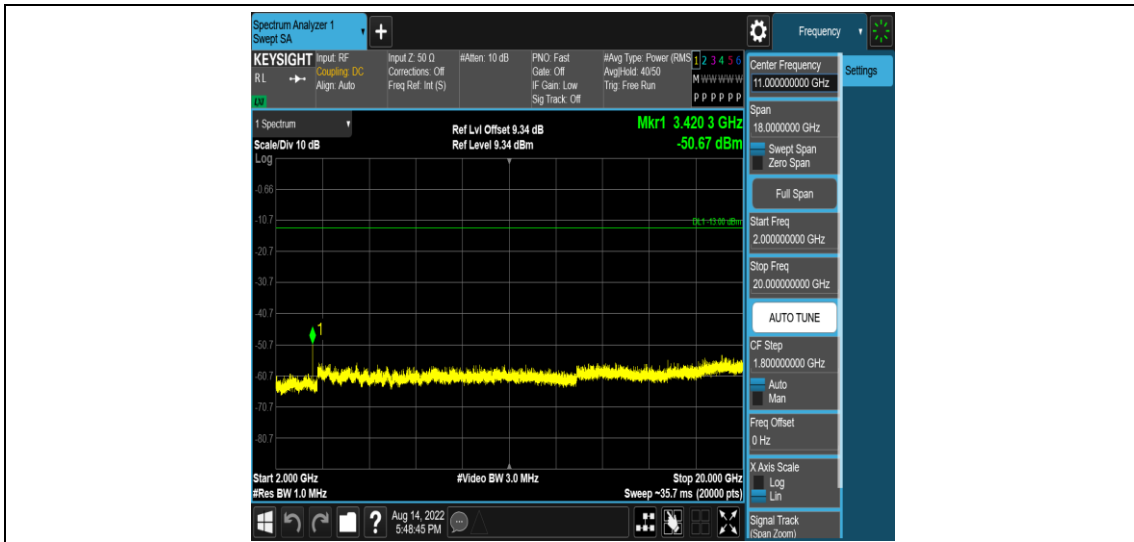 Spectrum Analyzer 1
Swept SA
+
Frequency
KEYSIGHT
RL
LXI
Input: RF
Coupling: DC
Align: Auto
Input Z: 50 Ω
Corrections: Off
Freq Ref: Int (S)
#Atten: 10 dB
PNO: Fast
Gate: Off
IF Gain: Low
Sig Track: Off
#Avg Type: Power (RMS
Avg|Hold: 40/50
Trig: Free Run
1 2 3 4 5 6
M W W W W W
P P P P P P
1 Spectrum
Scale/Div 10 dB
Log
Ref Lvl Offset 9.34 dB
Ref Level 9.34 dBm
Mkr1 3.420 3 GHz
-50.67 dBm
-0.66
-10.7
DL1 -13.00 dBm
-20.7
-30.7
-40.7
1
-50.7
-60.7
-70.7
-80.7
Start 2.000 GHz
#Res BW 1.0 MHz
#Video BW 3.0 MHz
Stop 20.000 GHz
Sweep ~35.7 ms (20000 pts)
Center Frequency
11.000000000 GHz
Settings
Span
18.0000000 GHz
Swept Span
Zero Span
Full Span
Start Freq
2.000000000 GHz
Stop Freq
20.000000000 GHz
AUTO TUNE
CF Step
1.800000000 GHz
Auto
Man
Freq Offset
0 Hz
X Axis Scale
Log
Lin
Signal Track
(Span Zoom)
?
Aug 14, 2022
5:48:45 PM